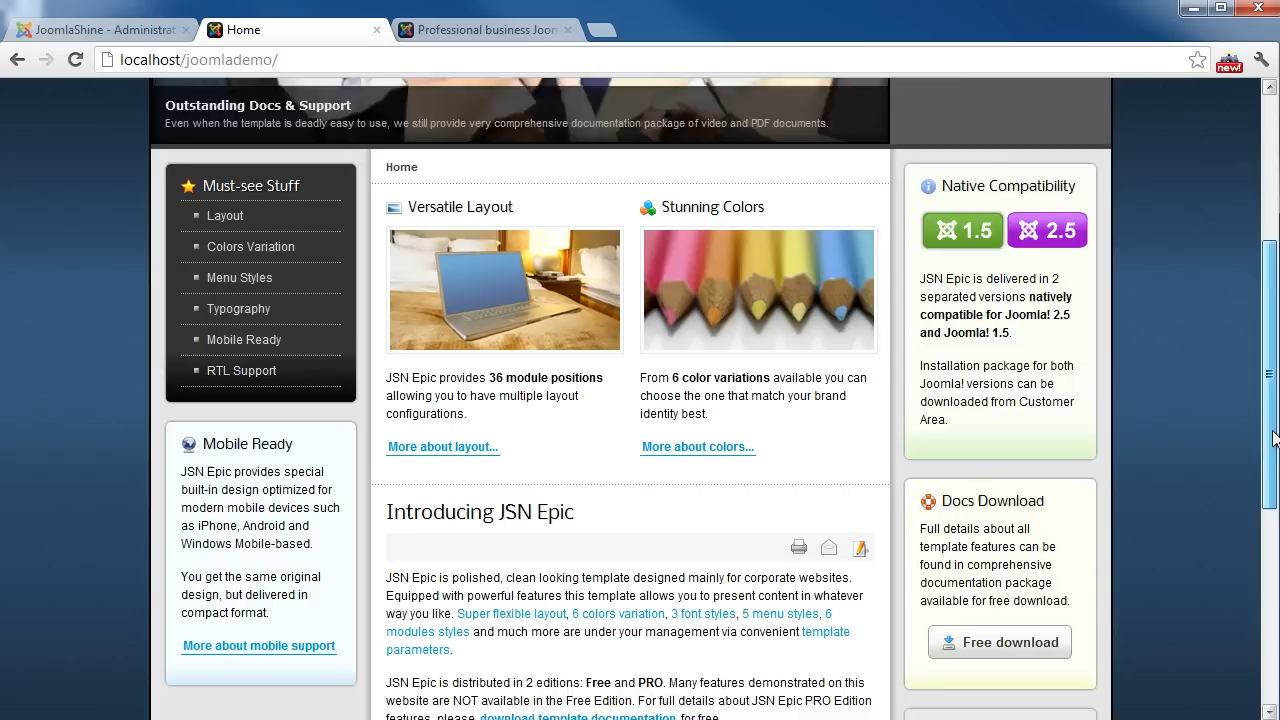 JoomlaShine - Administrat
Home
Professional business Joom
localhost/joomlademo/
new!
Outstanding Docs & Support
Even when the template is deadly easy to use, we still provide very comprehensive documentation package of video and PDF documents.
Must-see Stuff
Layout
Colors Variation
Menu Styles
Typography
Mobile Ready
RTL Support
Mobile Ready
JSN Epic provides special
built-in design optimized for
modern mobile devices such
as iPhone, Android and
Windows Mobile-based.
You get the same original
design, but delivered in
compact format.
More about mobile support
Home
Versatile Layout
JSN Epic provides 36 module positions
allowing you to have multiple layout
configurations.
More about layout...
Stunning Colors
From 6 color variations available you can
choose the one that match your brand
identity best.
More about colors...
Introducing JSN Epic
JSN Epic is polished, clean looking template designed mainly for corporate websites.
Equipped with powerful features this template allows you to present content in whatever
way you like. Super flexible layout, 6 colors variation, 3 font styles, 5 menu styles, 6
modules styles and much more are under your management via convenient template
parameters.
JSN Epic is distributed in 2 editions: Free and PRO. Many features demonstrated on this
website are NOT available in the Free Edition. For full details about JSN Epic PRO Edition
features, please download template documentation for free.
Native Compatibility
1.5 2.5
JSN Epic is delivered in 2
separated versions natively
compatible for Joomla! 2.5
and Joomla! 1.5.
Installation package for both
Joomla! versions can be
downloaded from Customer
Area.
Docs Download
Full details about all
template features can be
found in comprehensive
documentation package
available for free download.
Free download